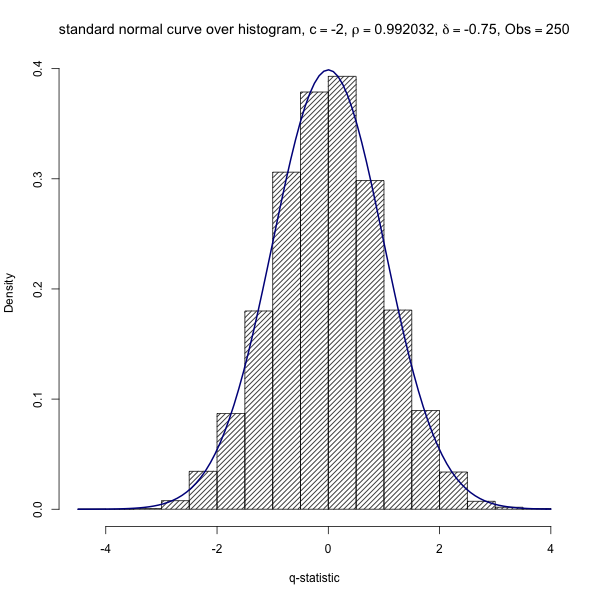 standard normal curve over histogram, c = -2, ρ = 0.992032, δ = -0.75, Obs = 250
Density
0.4
0.3
0.2
0.1
0.0
-4 -2 0 2 4
q-statistic